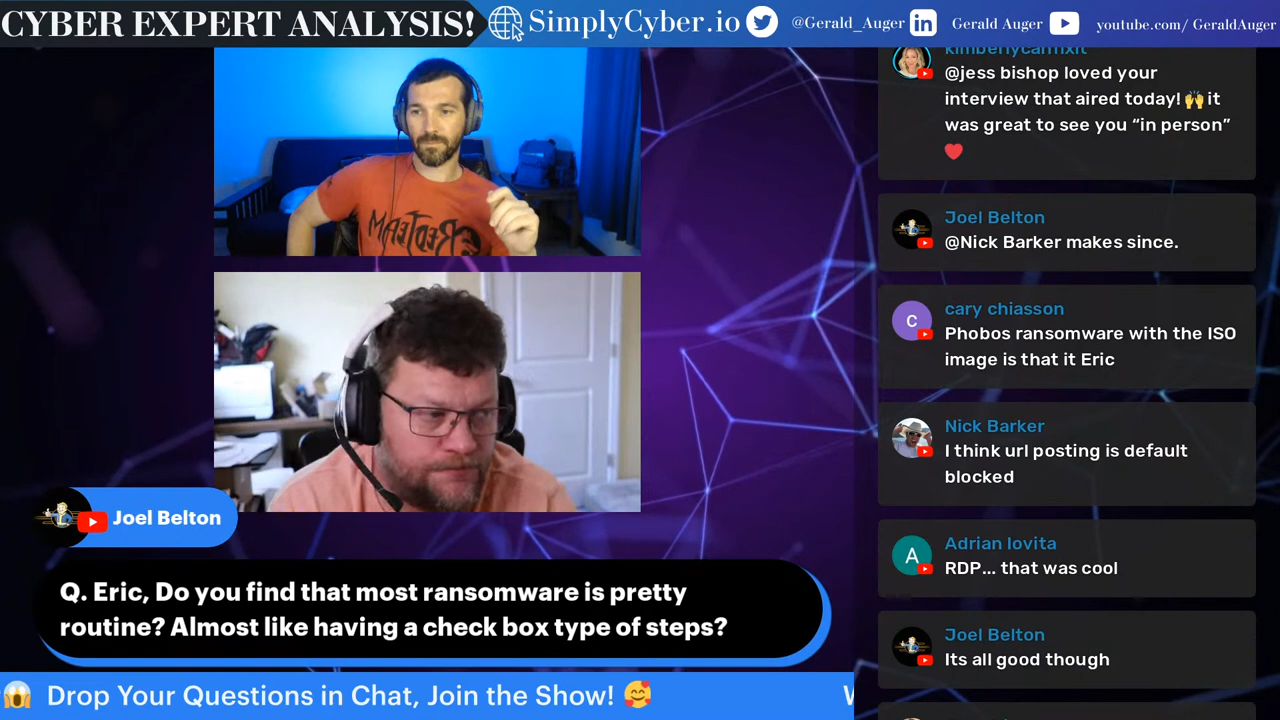 CYBER EXPERT ANALYSIS!
SimplyCyber.io
@Gerald_Auger
Gerald Auger
youtube.com/ GeraldAuger
REDTEAM
Joel Belton
Q. Eric, Do you find that most ransomware is pretty
routine? Almost like having a check box type of steps?
Drop Your Questions in Chat, Join the Show!
W
kimberlycanfixit
@jess bishop loved your
interview that aired today! 🙌 it
was great to see you “in person”
❤️
Joel Belton
@Nick Barker makes since.
cary chiasson
C
Phobos ransomware with the ISO
image is that it Eric
Nick Barker
I think url posting is default
blocked
Adrian Iovita
A
RDP... that was cool
Joel Belton
Its all good though